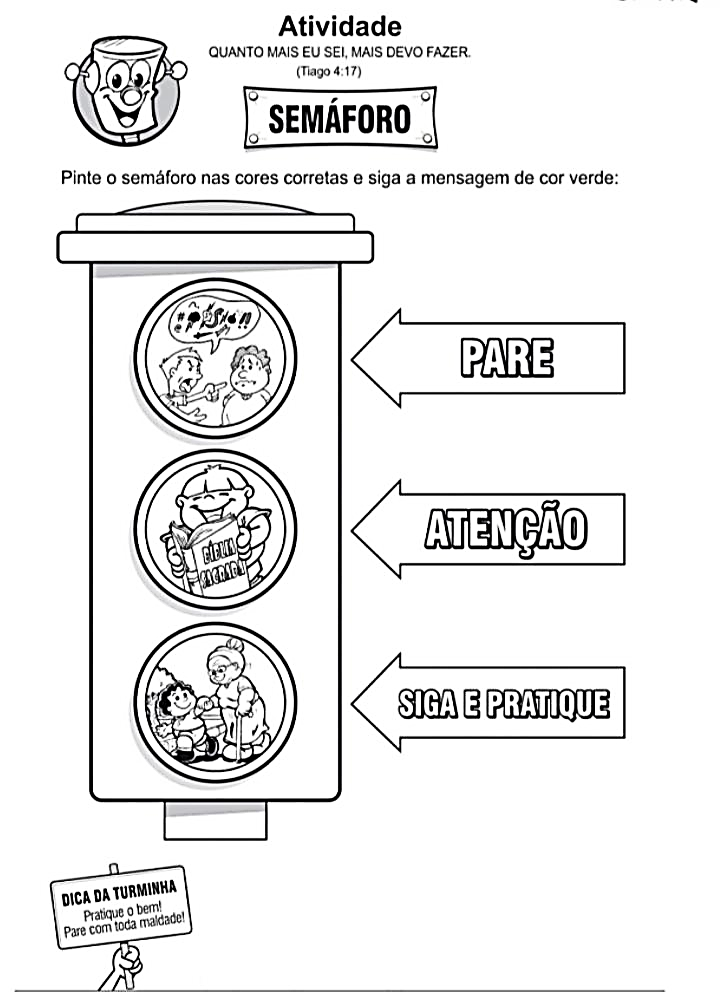 Atividade
QUANTO MAIS EU SEI, MAIS DEVO FAZER.
(Tiago 4:17)
SEMÁFORO
Pinte o semáforo nas cores corretas e siga a mensagem de cor verde:
PARE
BÍBLIA
SAGRADA
ATENÇÃO
SIGA E PRATIQUE
DICA DA TURMINHA
Pratique o bem!
Pare com toda maldade!